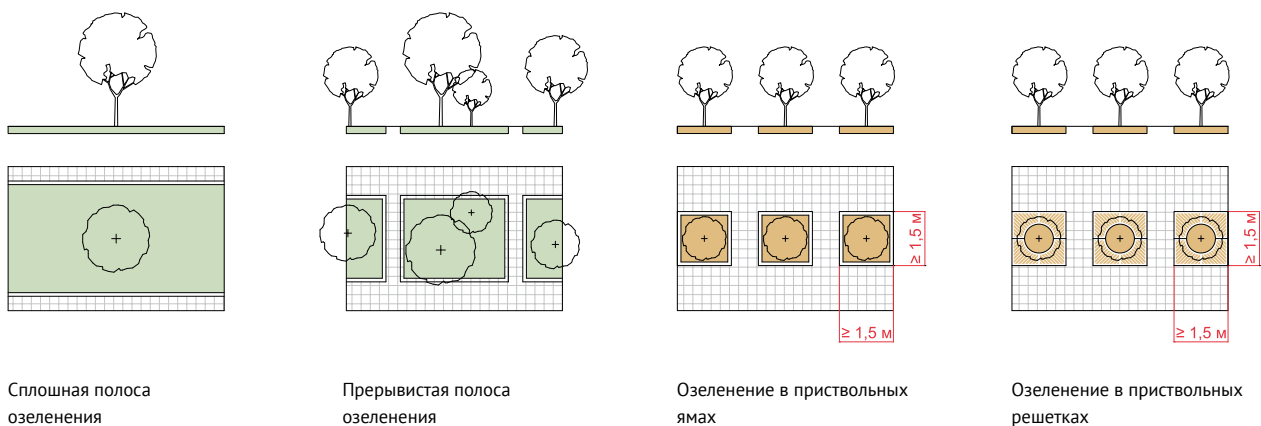 ≥ 1,5 м
≥ 1,5 м
≥ 1,5 м
≥ 1,5 м
Сплошная полоса
озеленения
Прерывистая полоса
озеленения
Озеленение в приствольных
ямах
Озеленение в приствольных
решетках